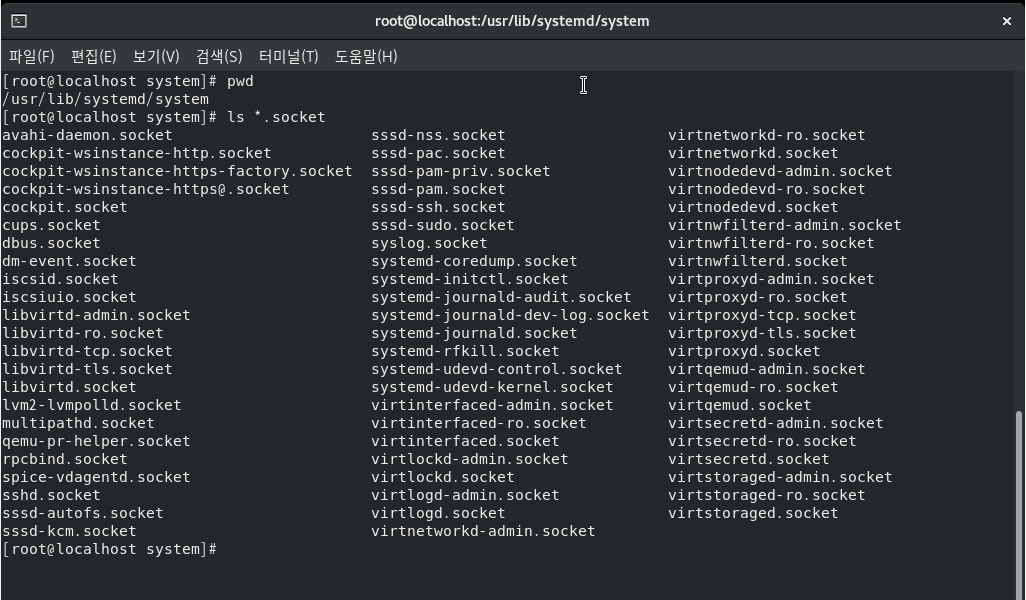 root@localhost:/usr/lib/systemd/system
파일(F) 편집(E) 보기(V) 검색(S) 터미널(T) 도움말(H)
[root@localhost system]# pwd
/usr/lib/systemd/system
[root@localhost system]# ls *.socket
avahi-daemon.socket sssd-nss.socket virtnetworkd-ro.socket
cockpit-wsinstance-http.socket sssd-pac.socket virtnetworkd.socket
cockpit-wsinstance-https-factory.socket sssd-pam-priv.socket virtnodedevd-admin.socket
cockpit-wsinstance-https@.socket sssd-pam.socket virtnodedevd-ro.socket
cockpit.socket sssd-ssh.socket virtnodedevd.socket
cups.socket sssd-sudo.socket virtnwfilterd-admin.socket
dbus.socket syslog.socket virtnwfilterd-ro.socket
dm-event.socket systemd-coredump.socket virtnwfilterd.socket
iscsid.socket systemd-initctl.socket virtproxyd-admin.socket
iscsiuio.socket systemd-journald-audit.socket virtproxyd-ro.socket
libvirtd-admin.socket systemd-journald-dev-log.socket virtproxyd-tcp.socket
libvirtd-ro.socket systemd-journald.socket virtproxyd-tls.socket
libvirtd-tcp.socket systemd-rfkill.socket virtproxyd.socket
libvirtd-tls.socket systemd-udevd-control.socket virtqemud-admin.socket
libvirtd.socket systemd-udevd-kernel.socket virtqemud-ro.socket
lvm2-lvmpolld.socket virtinterfaced-admin.socket virtqemud.socket
multipathd.socket virtinterfaced-ro.socket virtsecretd-admin.socket
qemu-pr-helper.socket virtinterfaced.socket virtsecretd-ro.socket
rpcbind.socket virtlockd-admin.socket virtsecretd.socket
spice-vdagentd.socket virtlockd.socket virtstoraged-admin.socket
sshd.socket virtlogd-admin.socket virtstoraged-ro.socket
sssd-autofs.socket virtlogd.socket virtstoraged.socket
sssd-kcm.socket virtnetworkd-admin.socket
[root@localhost system]#